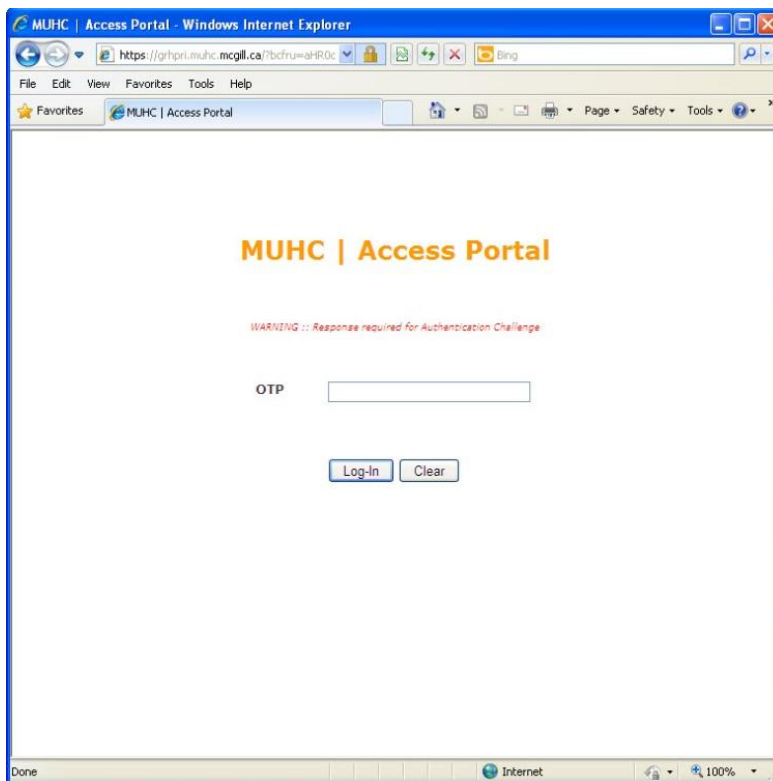 MUHC | Access Portal - Windows Internet Explorer
https://grhpri.muhc.mcgill.ca/?bcfru=aHR0c
Bing
File Edit View Favorites Tools Help
Favorites MUHC | Access Portal Page Safety Tools
MUHC | Access Portal
WARNING :: Response required for Authentication Challenge
OTP
Log-In Clear
Done Internet 100%